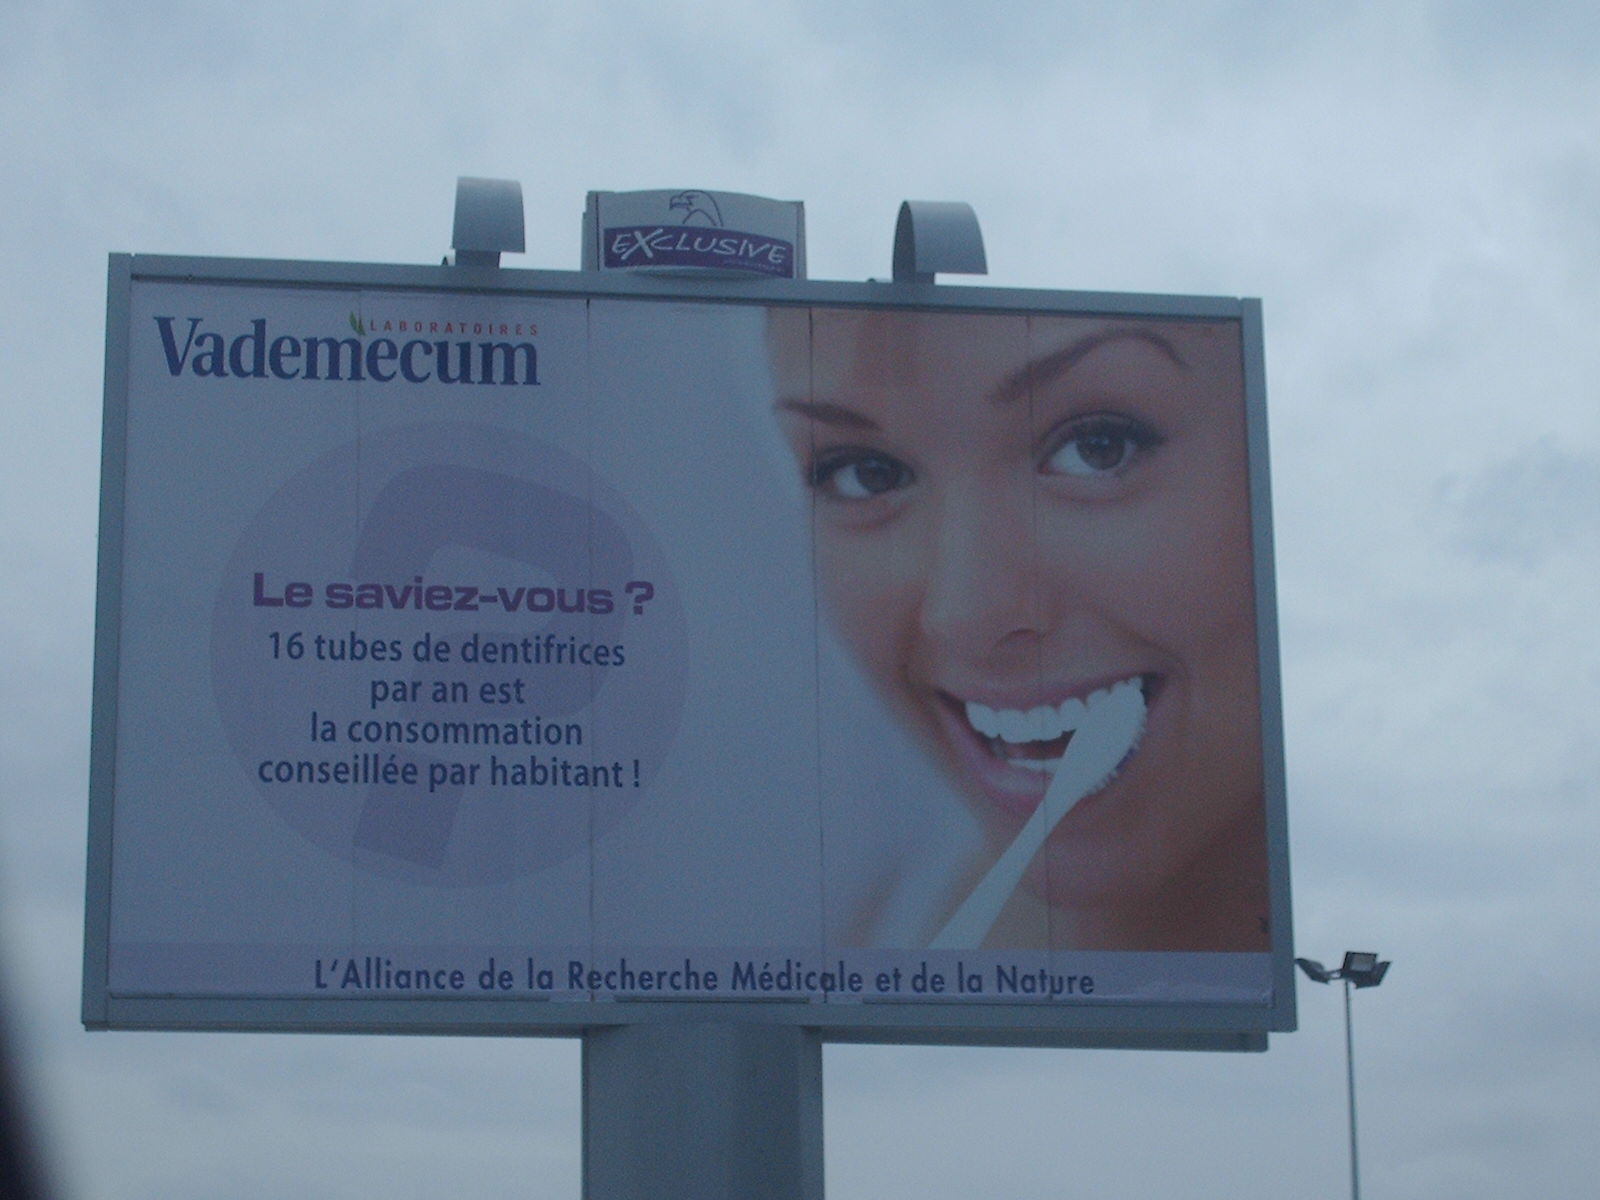 EXCLUSIVE
LABORATOIRES
Vademecum
Le saviez-vous ?
16 tubes de dentifrices
par an est
la consommation
conseillée par habitant !
L'Alliance de la Recherche Médicale et de la Nature